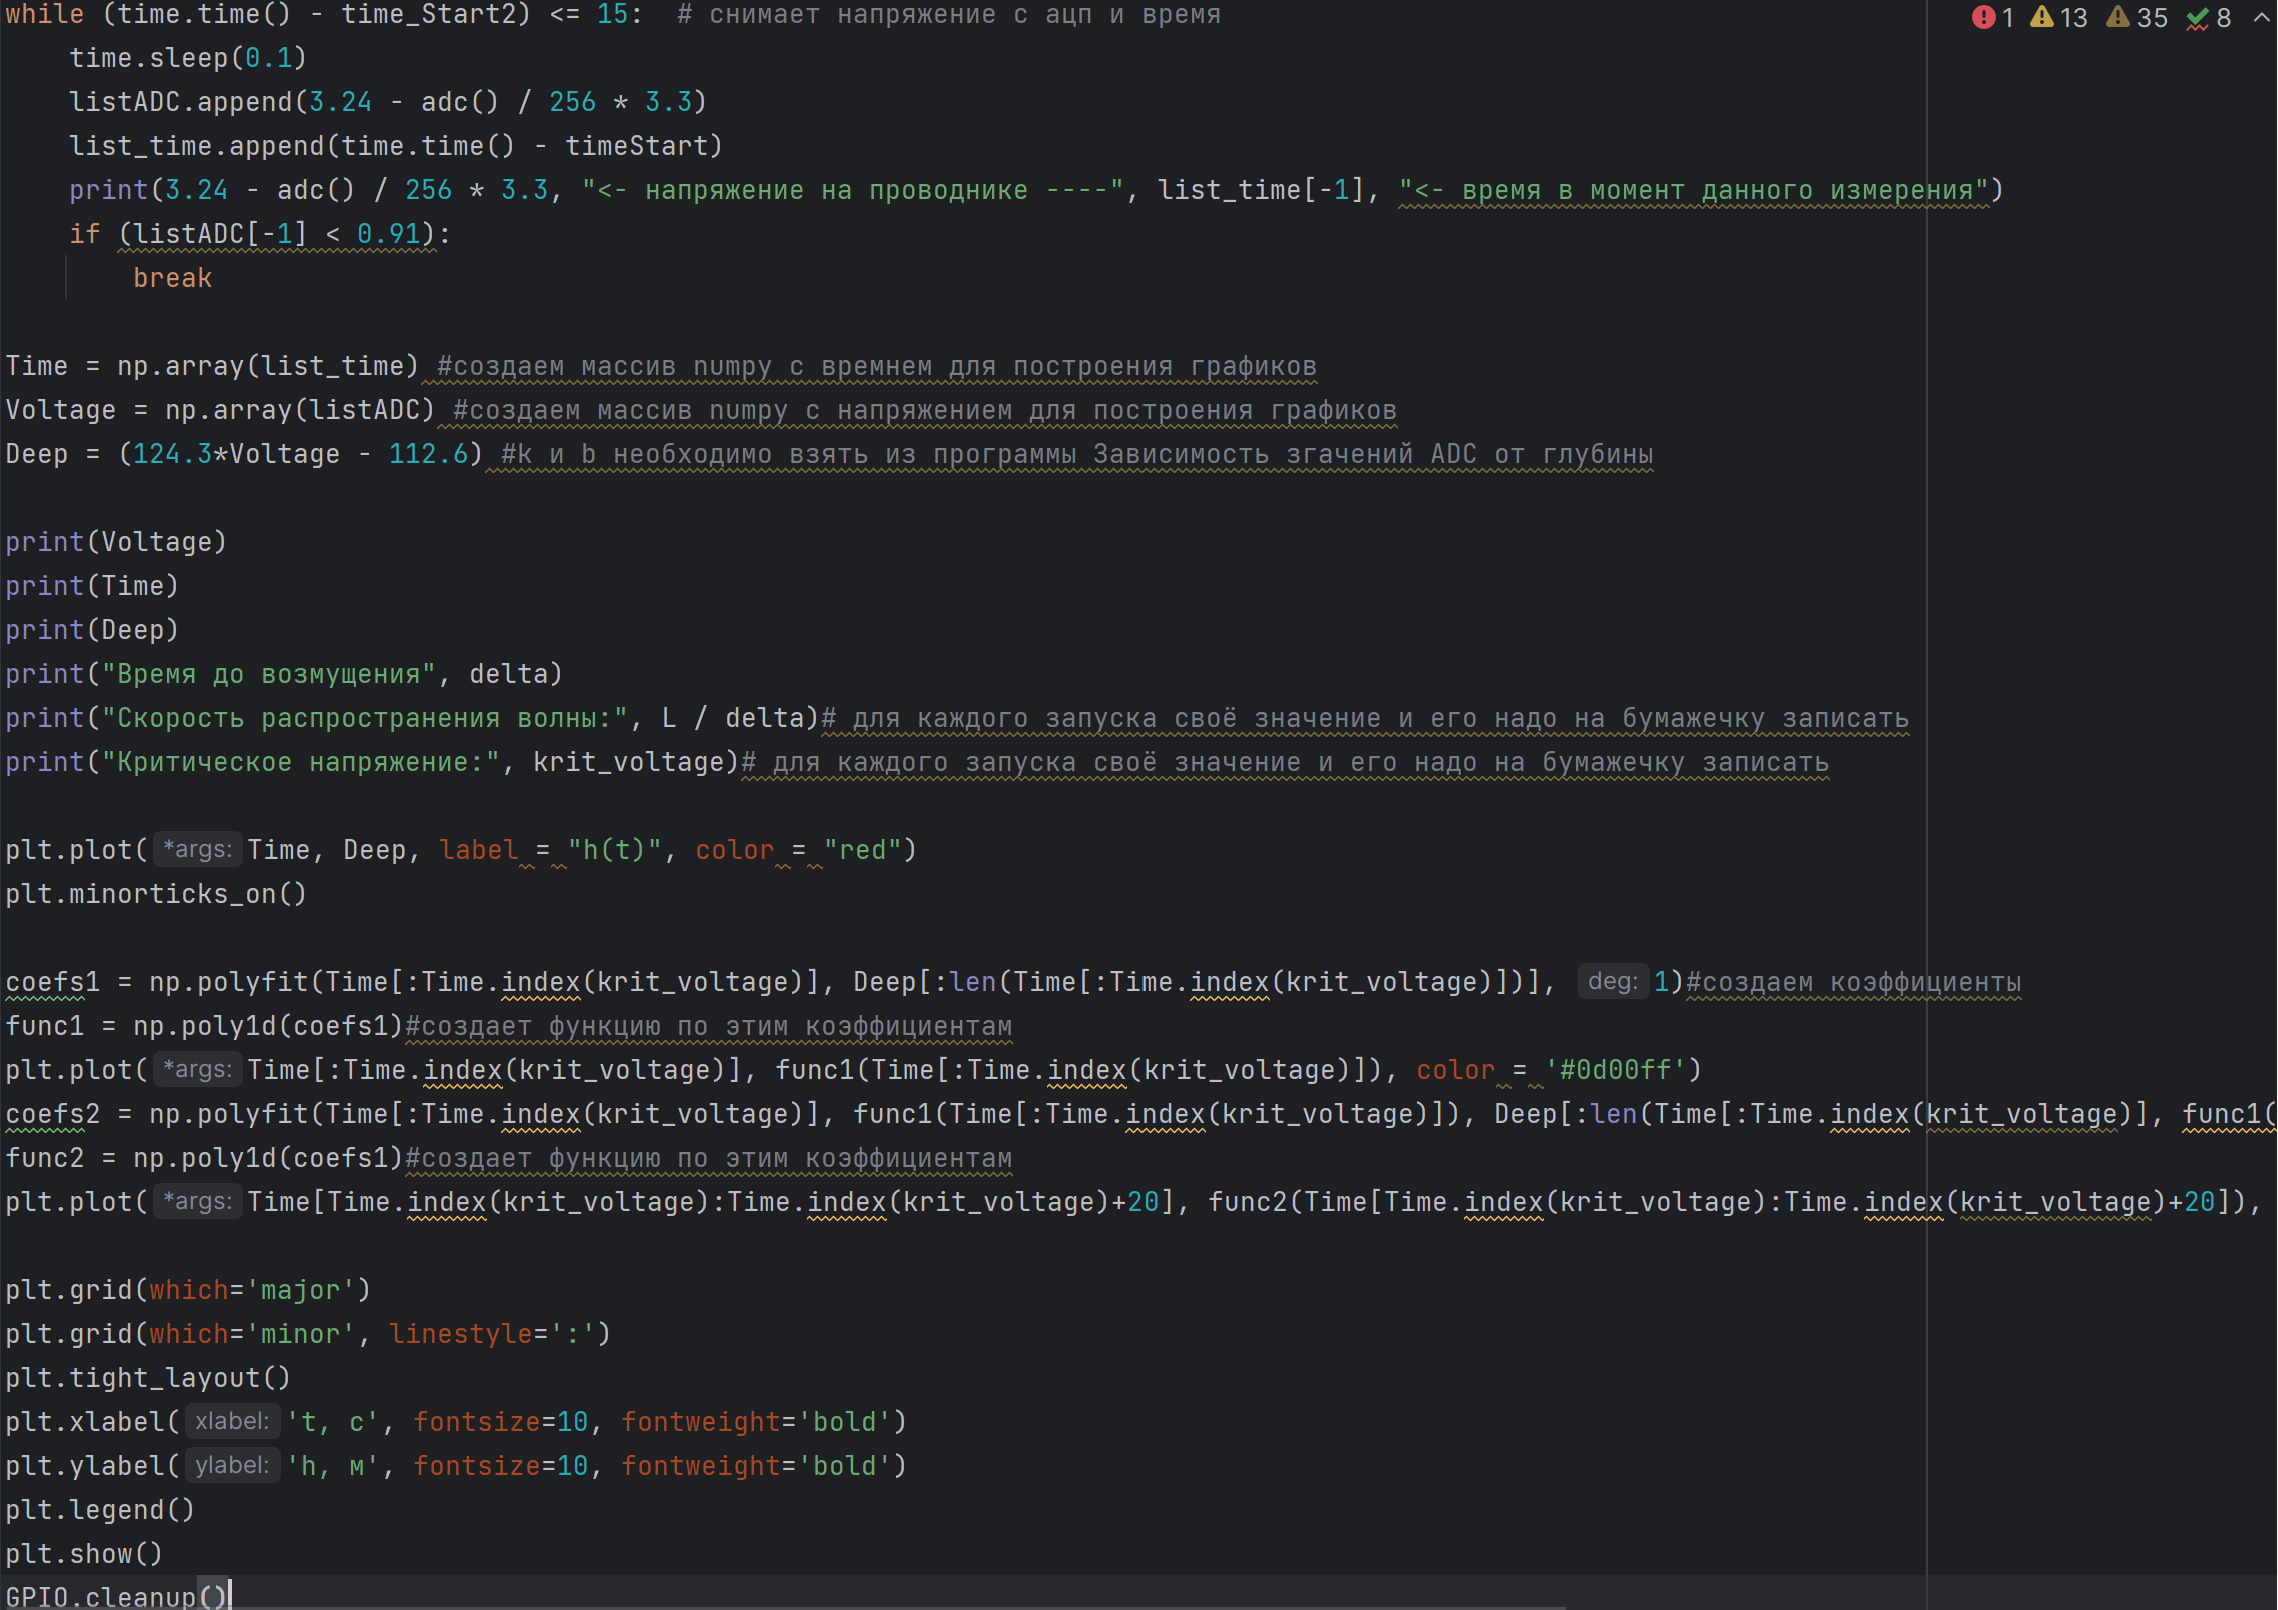 while (time.time() - time_Start2) <= 15:  # снимает напряжение с ацп и время
1 13 35 8
    time.sleep(0.1)
    listADC.append(3.24 - adc() / 256 * 3.3)
    list_time.append(time.time() - timeStart)
    print(3.24 - adc() / 256 * 3.3, "<- напряжение на проводнике ----", list_time[-1], "<- время в момент данного измерения")
    if (listADC[-1] < 0.91):
        break
Time = np.array(list_time) #создаем массив numpy с времнем для построения графиков
Voltage = np.array(listADC) #создаем массив numpy с напряжением для построения графиков
Deep = (124.3*Voltage - 112.6) #k и b необходимо взять из программы Зависимость згачений ADC от глубины
print(Voltage)
print(Time)
print(Deep)
print("Время до возмущения", delta)
print("Скорость распространения волны:", L / delta)# для каждого запуска своё значение и его надо на бумажечку записать
print("Критическое напряжение:", krit_voltage)# для каждого запуска своё значение и его надо на бумажечку записать
plt.plot( *args: Time, Deep, label = "h(t)", color = "red")
plt.minorticks_on()
coefs1 = np.polyfit(Time[:Time.index(krit_voltage)], Deep[:len(Time[:Time.index(krit_voltage)])], deg: 1)#создаем коэффициенты
func1 = np.poly1d(coefs1)#создает функцию по этим коэффициентам
plt.plot( *args: Time[:Time.index(krit_voltage)], func1(Time[:Time.index(krit_voltage)]), color = '#0d00ff')
coefs2 = np.polyfit(Time[:Time.index(krit_voltage)], func1(Time[:Time.index(krit_voltage)]), Deep[:len(Time[:Time.index(krit_voltage)], func1(
func2 = np.poly1d(coefs1)#создает функцию по этим коэффициентам
plt.plot( *args: Time[Time.index(krit_voltage):Time.index(krit_voltage)+20], func2(Time[Time.index(krit_voltage):Time.index(krit_voltage)+20]),
plt.grid(which='major')
plt.grid(which='minor', linestyle=':')
plt.tight_layout()
plt.xlabel( xlabel: 't, с', fontsize=10, fontweight='bold')
plt.ylabel( ylabel: 'h, м', fontsize=10, fontweight='bold')
plt.legend()
plt.show()
GPIO.cleanup()